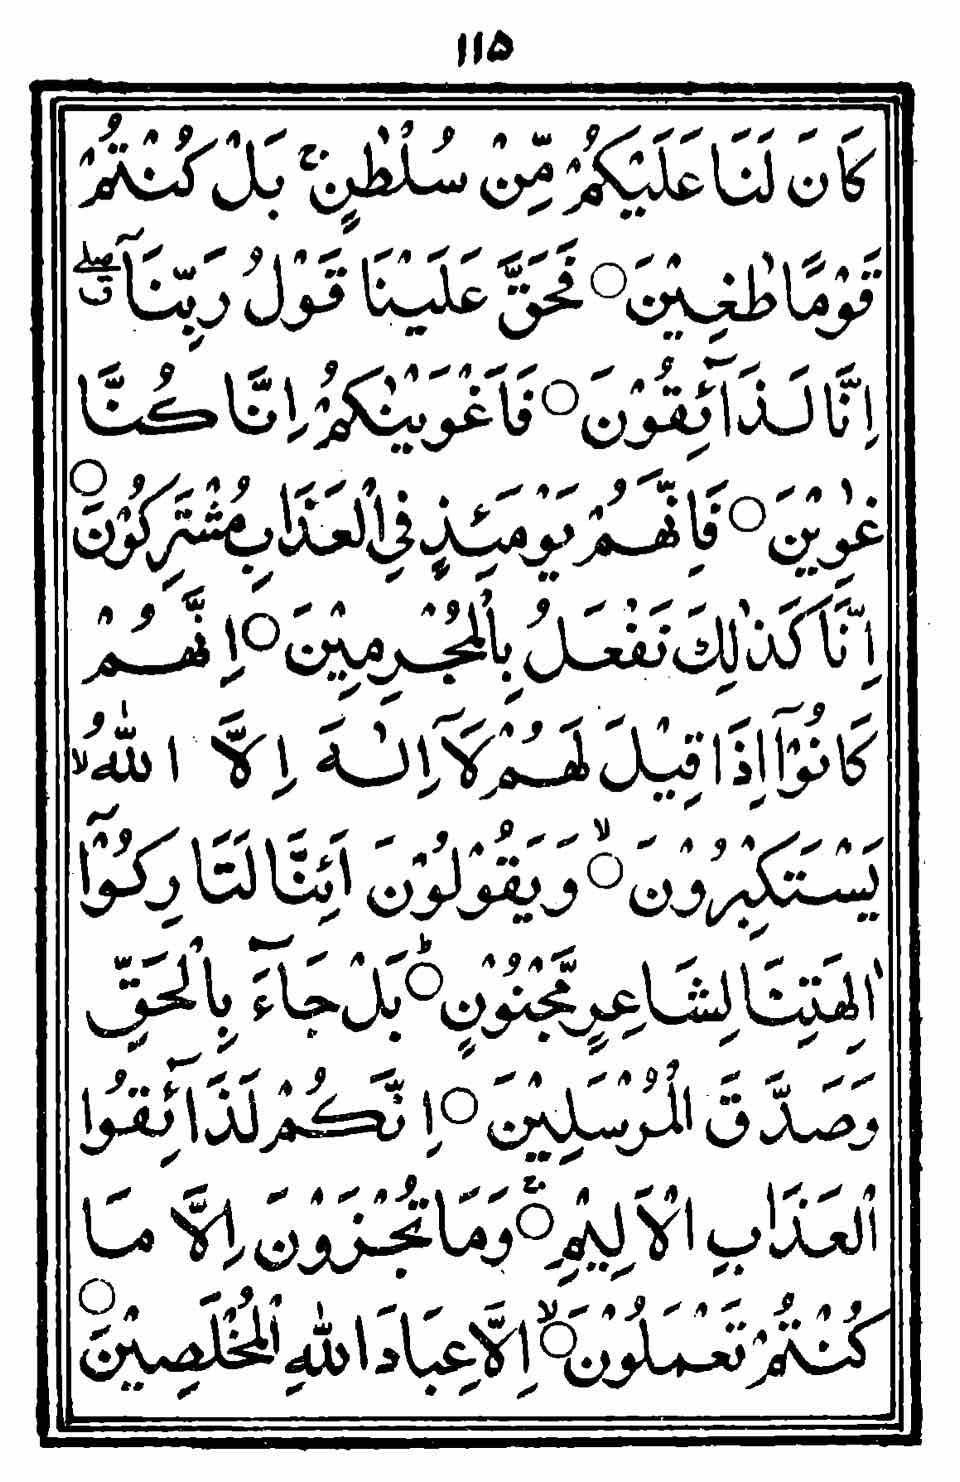 ۱۱۵
كَانَ لَنَا عَلَيْكُمْ مِّنْ سُلْطٰنٍ ۚ بَلْ كُنْتُمْ
قَوْمًا طٰغِيْنَ ○ فَحَقَّ عَلَيْنَا قَوْلُ رَبِّنَآ ۖ ق
اِنَّا لَذَآئِقُوْنَ ○ فَاَغْوَيْنٰكُمْ اِنَّا كُنَّا
غٰوِيْنَ ○ فَاِنَّهُمْ يَوْمَئِذٍ فِي الْعَذَابِ مُشْتَرِكُوْنَ ○
اِنَّا كَذٰلِكَ نَفْعَلُ بِالْمُجْرِمِيْنَ ○ اِنَّهُمْ
كَانُوْٓا اِذَا قِيْلَ لَهُمْ لَآ اِلٰهَ اِلَّا اللّٰهُ ۙ
يَسْتَكْبِرُوْنَ ○ ۙ وَيَقُوْلُوْنَ اَئِنَّا لَتَارِكُوْٓا
اٰلِهَتِنَا لِشَاعِرٍ مَّجْنُوْنٍ ○ ؕ بَلْ جَآءَ بِالْحَقِّ
وَصَدَّقَ الْمُرْسَلِيْنَ ○ اِنَّكُمْ لَذَآئِقُوا
الْعَذَابِ الْاَلِيْمِ ○ ۚ وَمَا تُجْزَوْنَ اِلَّا مَا
كُنْتُمْ تَعْمَلُوْنَ ○ ۙ اِلَّا عِبَادَ اللّٰهِ الْمُخْلَصِيْنَ ○